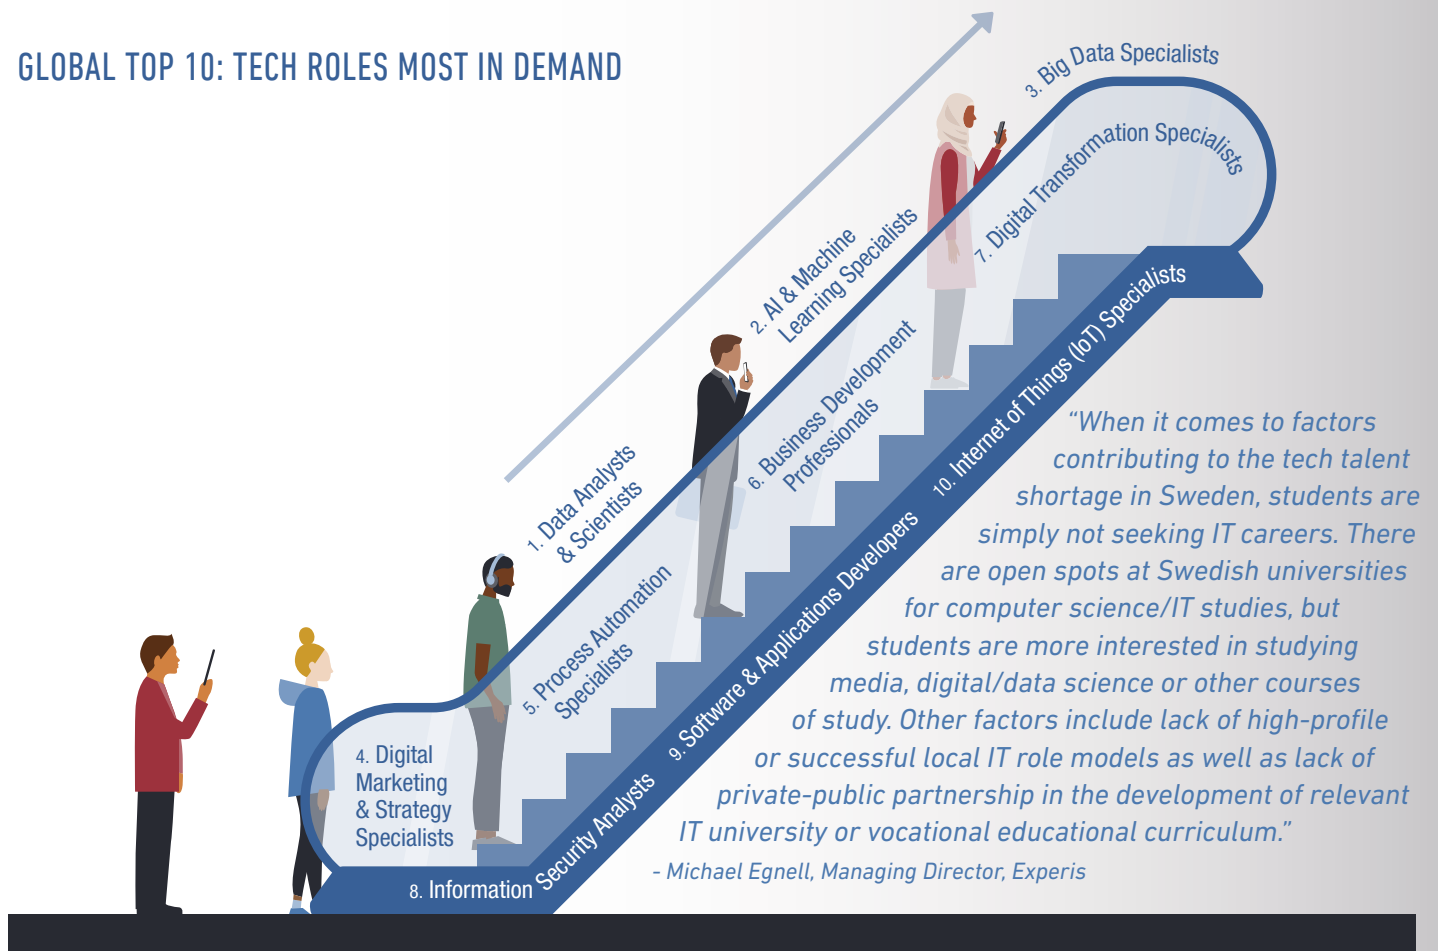 GLOBAL TOP 10: TECH ROLES MOST IN DEMAND
1. Data Analysts
& Scientists
2. AI & Machine
Learning Specialists
3. Big Data Specialists
4. Digital
Marketing
& Strategy
Specialists
5. Process Automation
Specialists
6. Business Development
Professionals
7. Digital Transformation Specialists
8. Information Security Analysts
9. Software & Applications Developers
10. Internet of Things (IoT) Specialists
“When it comes to factors
contributing to the tech talent
shortage in Sweden, students are
simply not seeking IT careers. There
are open spots at Swedish universities
for computer science/IT studies, but
students are more interested in studying
media, digital/data science or other courses
of study. Other factors include lack of high-profile
or successful local IT role models as well as lack of
private-public partnership in the development of relevant
IT university or vocational educational curriculum.”
- Michael Egnell, Managing Director, Experis